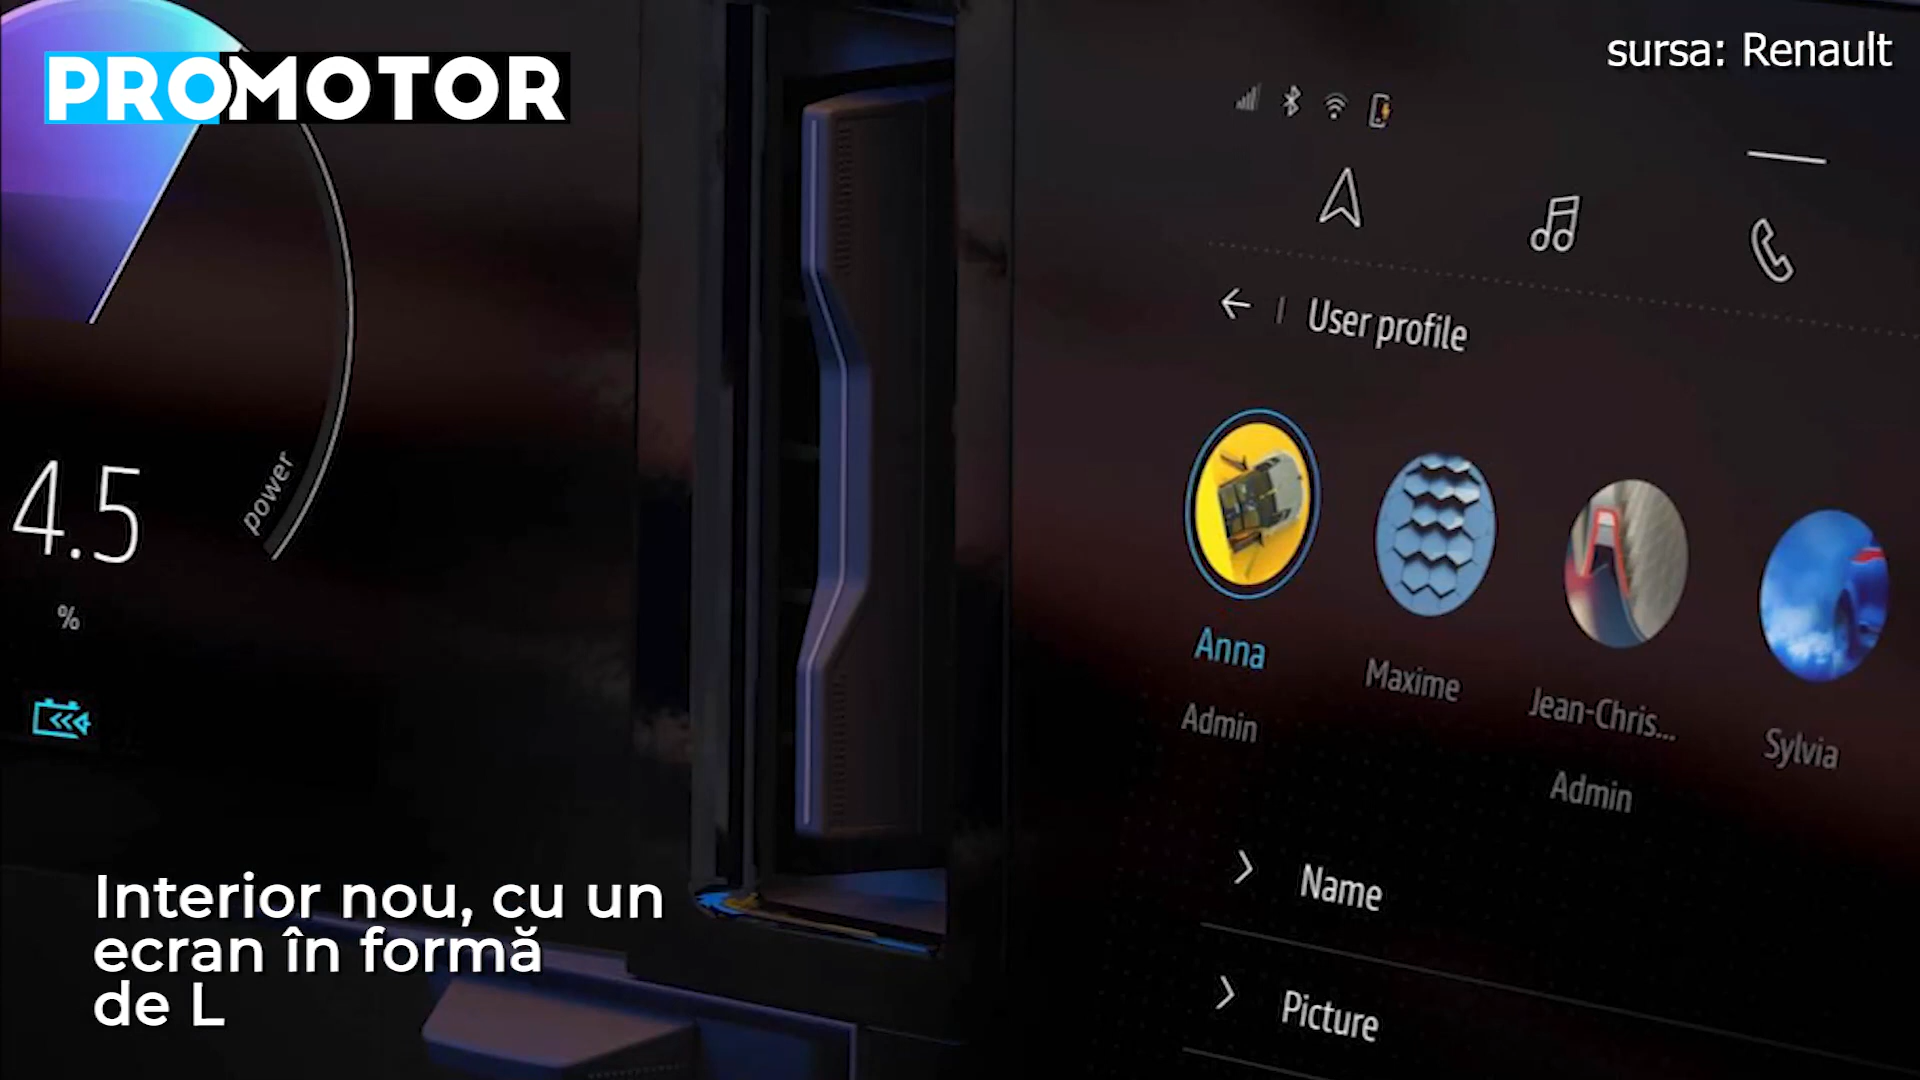 PROMOTOR
sursa: Renault
User profile
4.5
%
power
Anna
Maxime
Jean-Chris...
Sylvia
Admin
Admin
Name
Picture
Interior nou, cu un
ecran în formă
de L